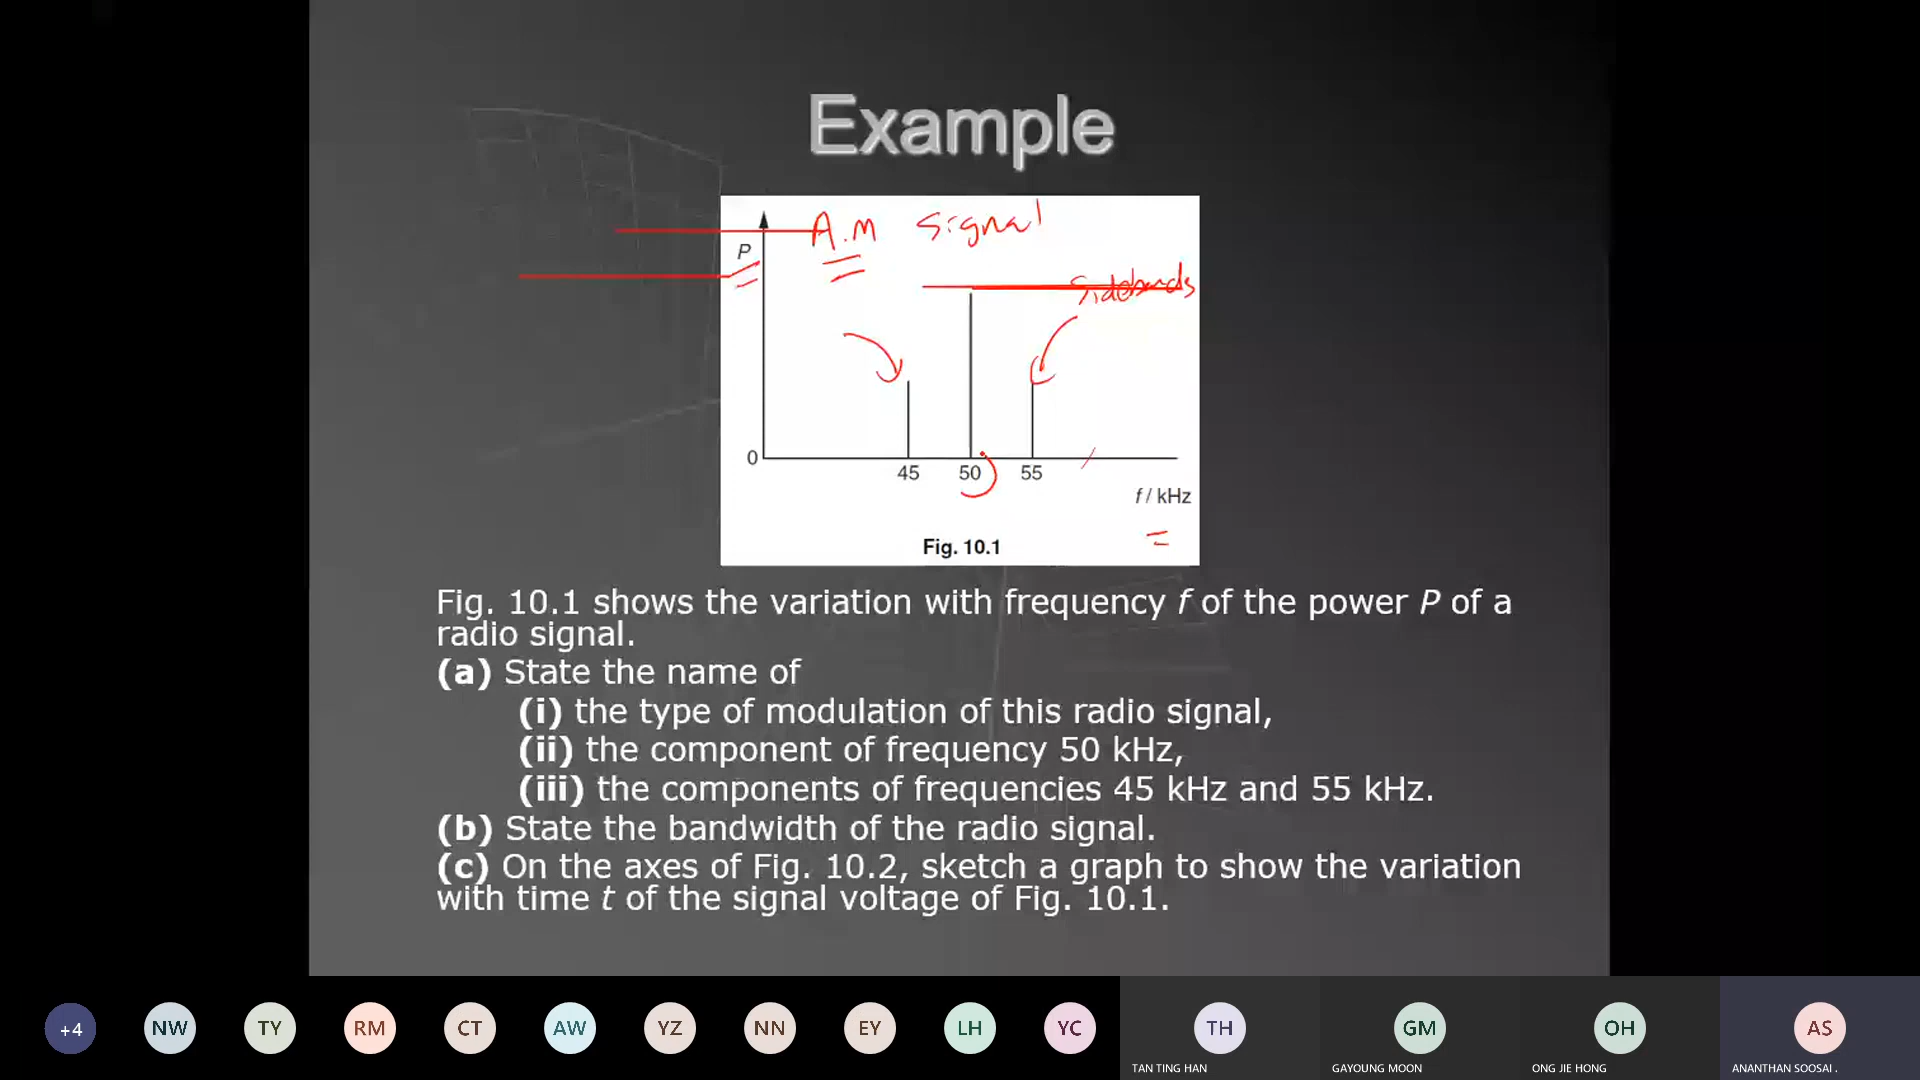 Example
A.M Signal
P
Sidebands
0
45 50 55
f / kHz
=
Fig. 10.1
Fig. 10.1 shows the variation with frequency f of the power P of a
radio signal.
(a) State the name of
(i) the type of modulation of this radio signal,
(ii) the component of frequency 50 kHz,
(iii) the components of frequencies 45 kHz and 55 kHz.
(b) State the bandwidth of the radio signal.
(c) On the axes of Fig. 10.2, sketch a graph to show the variation
with time t of the signal voltage of Fig. 10.1.
+4 NW TY RM CT AW YZ NN EY LH YC TH GM OH AS
TAN TING HAN GAYOUNG MOON ONG JIE HONG ANANTHAN SOOSAI .